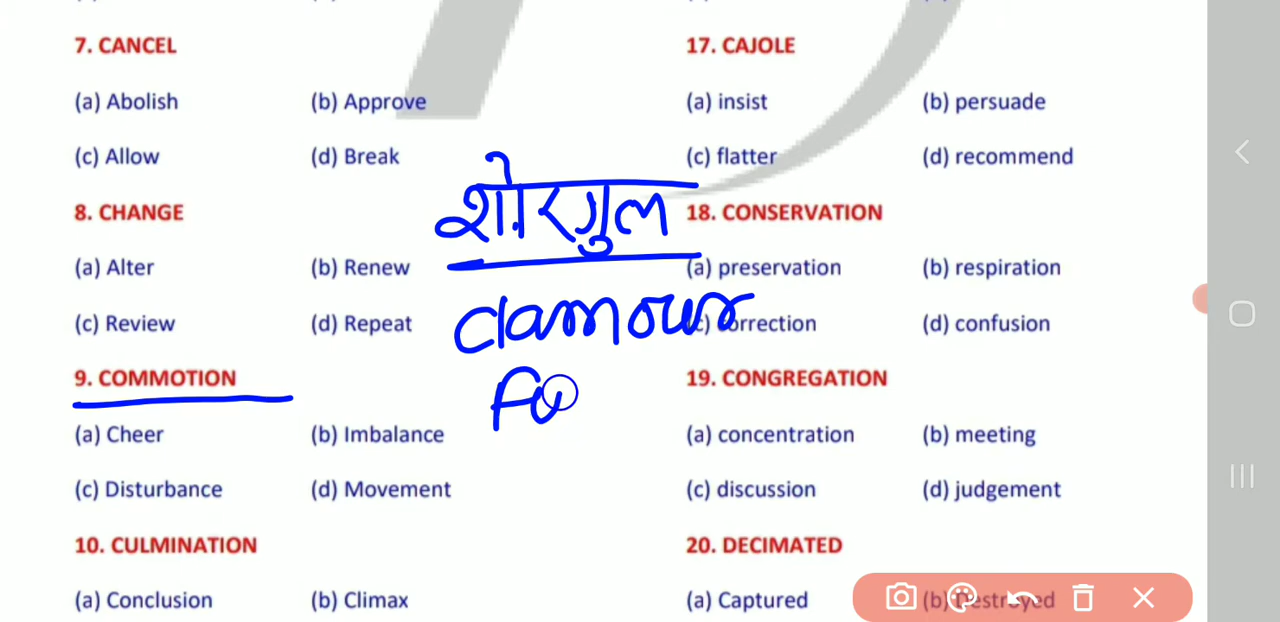 7. CANCEL
(a) Abolish (b) Approve
(c) Allow (d) Break
8. CHANGE
(a) Alter (b) Renew
(c) Review (d) Repeat
9. COMMOTION
(a) Cheer (b) Imbalance
(c) Disturbance (d) Movement
10. CULMINATION
(a) Conclusion (b) Climax
शोरगुल
clamour
17. CAJOLE
(a) insist (b) persuade
(c) flatter (d) recommend
18. CONSERVATION
(a) preservation (b) respiration
(c) correction (d) confusion
19. CONGREGATION
(a) concentration (b) meeting
(c) discussion (d) judgement
20. DECIMATED
(a) Captured (b) Destroyed